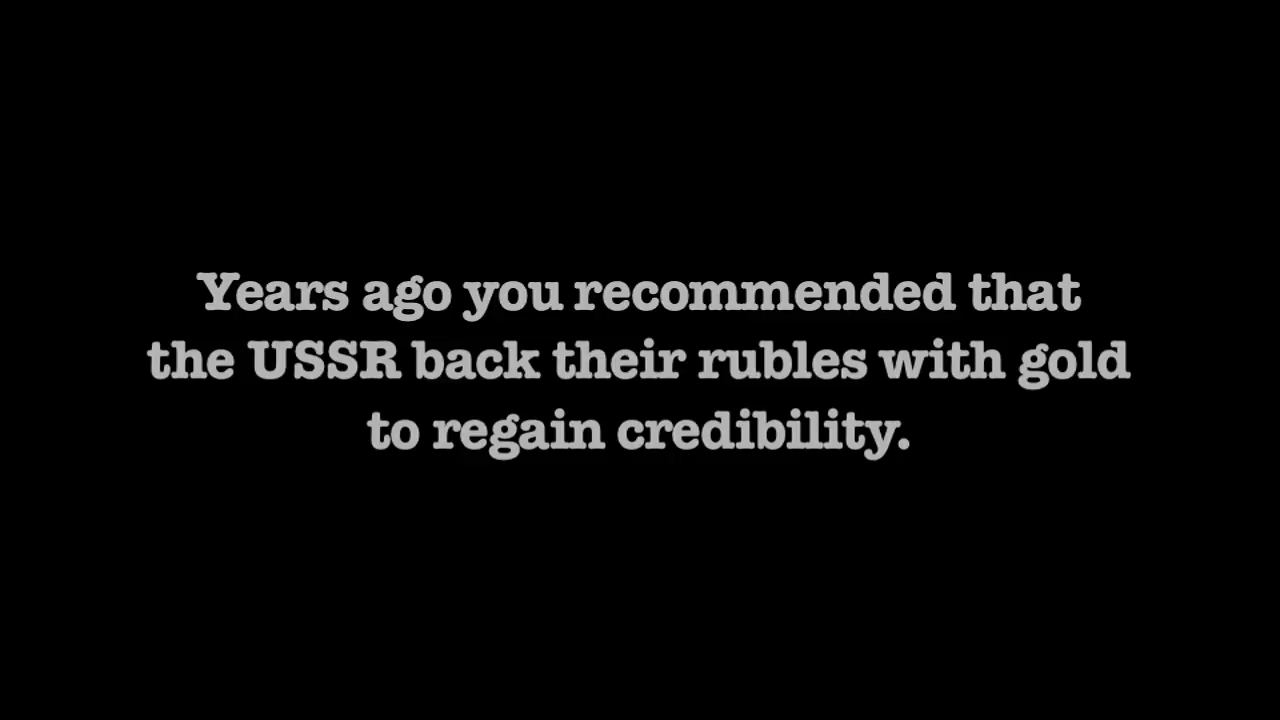 Years ago you recommended that
the USSR back their rubles with gold
to regain credibility.